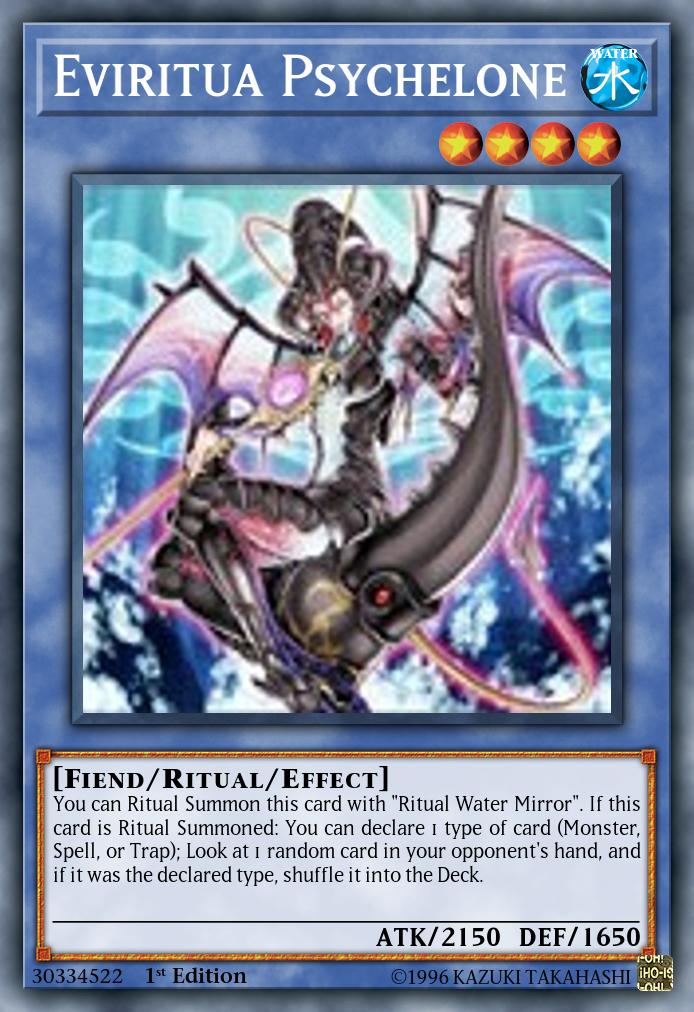 Eviritua Psychelone
WATER
水
[Fiend/Ritual/Effect]
You can Ritual Summon this card with "Ritual Water Mirror". If this
card is Ritual Summoned: You can declare 1 type of card (Monster,
Spell, or Trap); Look at 1 random card in your opponent's hand, and
if it was the declared type, shuffle it into the Deck.
ATK/2150 DEF/1650
30334522 1st Edition ©1996 KAZUKI TAKAHASHI